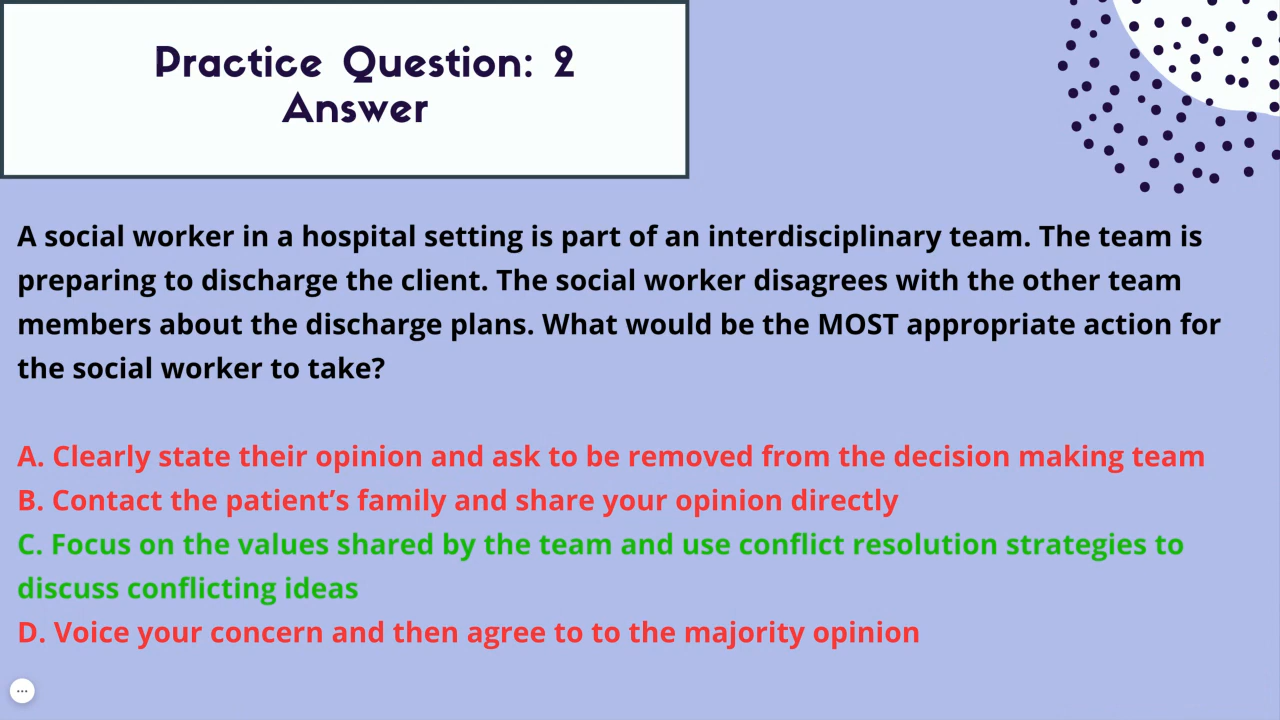 Practice Question: 2
Answer
A social worker in a hospital setting is part of an interdisciplinary team. The team is
preparing to discharge the client. The social worker disagrees with the other team
members about the discharge plans. What would be the MOST appropriate action for
the social worker to take?
A. Clearly state their opinion and ask to be removed from the decision making team
B. Contact the patient’s family and share your opinion directly
C. Focus on the values shared by the team and use conflict resolution strategies to
discuss conflicting ideas
D. Voice your concern and then agree to to the majority opinion